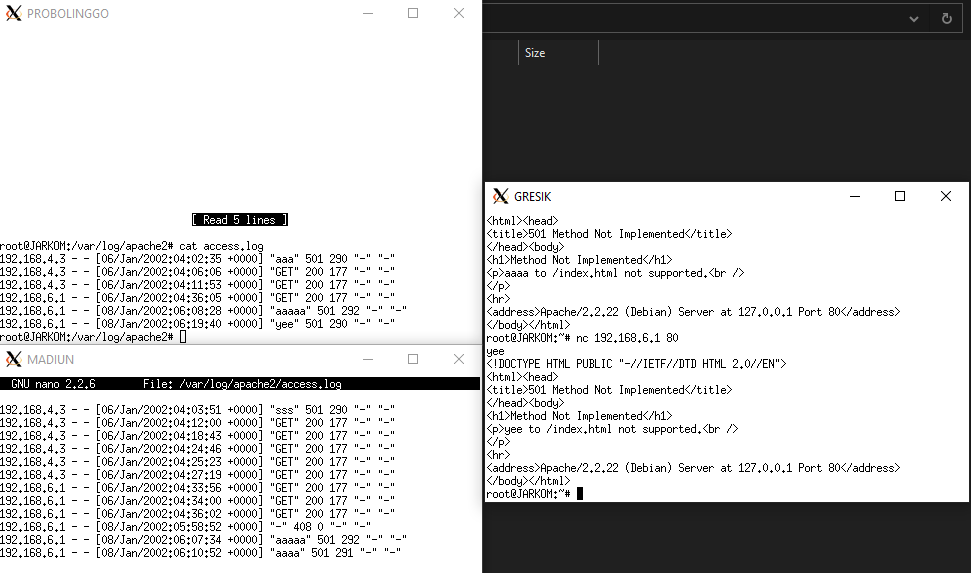 PROBOLINGGO
[ Read 5 lines ]
root@JARKOM:/var/log/apache2# cat access.log
192.168.4.3 - - [06/Jan/2002:04:02:35 +0000] "aaa" 501 290 "-" "-"
192.168.4.3 - - [06/Jan/2002:04:06:06 +0000] "GET" 200 177 "-" "-"
192.168.4.3 - - [06/Jan/2002:04:11:53 +0000] "GET" 200 177 "-" "-"
192.168.6.1 - - [06/Jan/2002:04:36:05 +0000] "GET" 200 177 "-" "-"
192.168.6.1 - - [08/Jan/2002:06:08:28 +0000] "aaaaa" 501 292 "-" "-"
192.168.6.1 - - [08/Jan/2002:06:19:40 +0000] "yee" 501 290 "-" "-"
root@JARKOM:/var/log/apache2#
MADIUN
GNU nano 2.2.6 File: /var/log/apache2/access.log
192.168.4.3 - - [06/Jan/2002:04:03:51 +0000] "sss" 501 290 "-" "-"
192.168.4.3 - - [06/Jan/2002:04:12:00 +0000] "GET" 200 177 "-" "-"
192.168.4.3 - - [06/Jan/2002:04:18:43 +0000] "GET" 200 177 "-" "-"
192.168.4.3 - - [06/Jan/2002:04:24:46 +0000] "GET" 200 177 "-" "-"
192.168.4.3 - - [06/Jan/2002:04:25:23 +0000] "GET" 200 177 "-" "-"
192.168.4.3 - - [06/Jan/2002:04:27:19 +0000] "GET" 200 177 "-" "-"
192.168.6.1 - - [06/Jan/2002:04:33:56 +0000] "GET" 200 177 "-" "-"
192.168.6.1 - - [06/Jan/2002:04:34:00 +0000] "GET" 200 177 "-" "-"
192.168.6.1 - - [06/Jan/2002:04:36:02 +0000] "GET" 200 177 "-" "-"
192.168.6.1 - - [08/Jan/2002:05:58:52 +0000] "-" 408 0 "-" "-"
192.168.6.1 - - [08/Jan/2002:06:07:34 +0000] "aaaaa" 501 292 "-" "-"
192.168.6.1 - - [08/Jan/2002:06:10:52 +0000] "aaaa" 501 291 "-" "-"
Size
GRESIK
<html><head>
<title>501 Method Not Implemented</title>
</head><body>
<h1>Method Not Implemented</h1>
<p>aaaa to /index.html not supported.<br />
</p>
<hr>
<address>Apache/2.2.22 (Debian) Server at 127.0.0.1 Port 80</address>
</body></html>
root@JARKOM:~# nc 192.168.6.1 80
yee
<!DOCTYPE HTML PUBLIC "-//IETF//DTD HTML 2.0//EN">
<html><head>
<title>501 Method Not Implemented</title>
</head><body>
<h1>Method Not Implemented</h1>
<p>yee to /index.html not supported.<br />
</p>
<hr>
<address>Apache/2.2.22 (Debian) Server at 127.0.0.1 Port 80</address>
</body></html>
root@JARKOM:~#